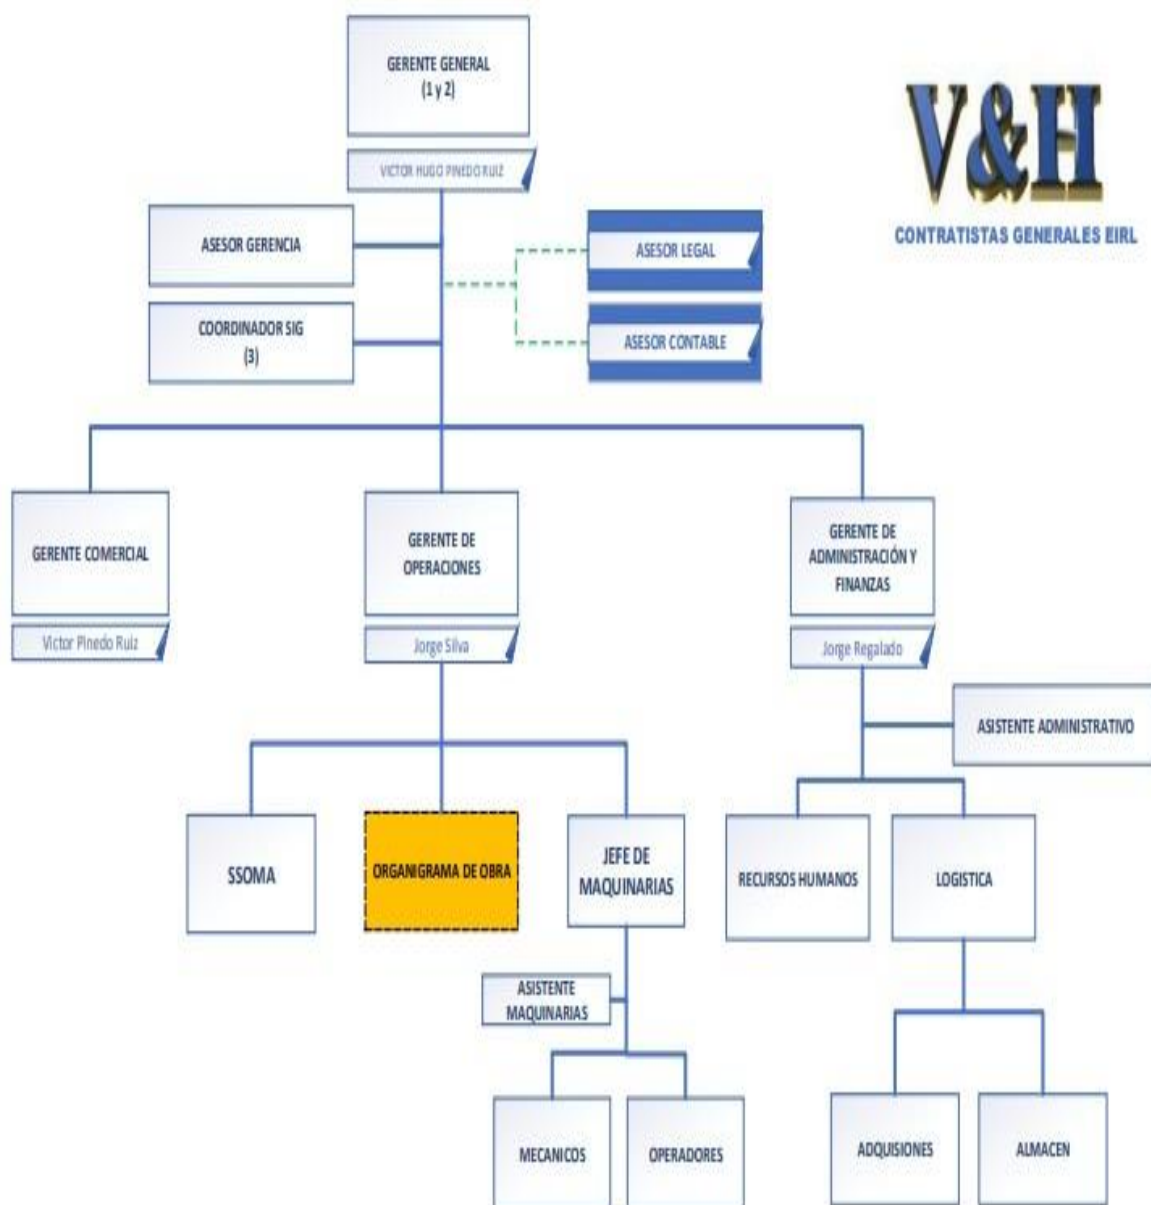 GERENTE GENERAL
(1 y 2)
VICTOR HUGO PINEDO RUIZ
V&H
CONTRATISTAS GENERALES EIRL
ASESOR GERENCIA
ASESOR LEGAL
COORDINADOR SIG
(3)
ASESOR CONTABLE
GERENTE COMERCIAL
Victor Pinedo Ruiz
GERENTE DE
OPERACIONES
Jorge Silva
GERENTE DE
ADMINISTRACIÓN Y
FINANZAS
Jorge Regalado
ASISTENTE ADMINISTRATIVO
SSOMA
ORGANIGRAMA DE OBRA
JEFE DE
MAQUINARIAS
RECURSOS HUMANOS
LOGISTICA
ASISTENTE
MAQUINARIAS
MECANICOS
OPERADORES
ADQUISIONES
ALMACEN